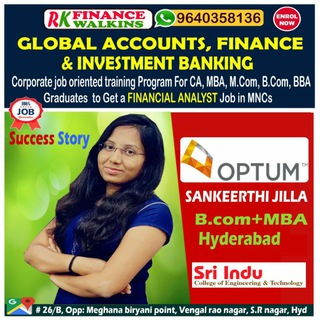 RK FINANCE WALKINS
9640358136
ENROL NOW
GLOBAL ACCOUNTS, FINANCE
& INVESTMENT BANKING
Corporate job oriented training Program For CA, MBA, M.Com, B.Com, BBA
Graduates to Get a FINANCIAL ANALYST Job in MNCs
100%
JOB
Success Story
OPTUM™
SANKEERTHI JILLA
B.com+MBA
Hyderabad
Sri Indu
College of Engineering & Technology
# 26/B, Opp: Meghana biryani point, Vengal rao nagar, S.R nagar, Hyd